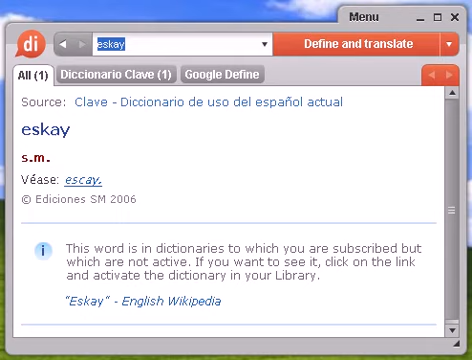 Menu
di
eskay
Define and translate
All (1)
Diccionario Clave (1)
Google Define
Source: Clave - Diccionario de uso del español actual
eskay
s.m.
Véase: escay.
© Ediciones SM 2006
i
This word is in dictionaries to which you are subscribed but
which are not active. If you want to see it, click on the link
and activate the dictionary in your Library.
“Eskay” - English Wikipedia